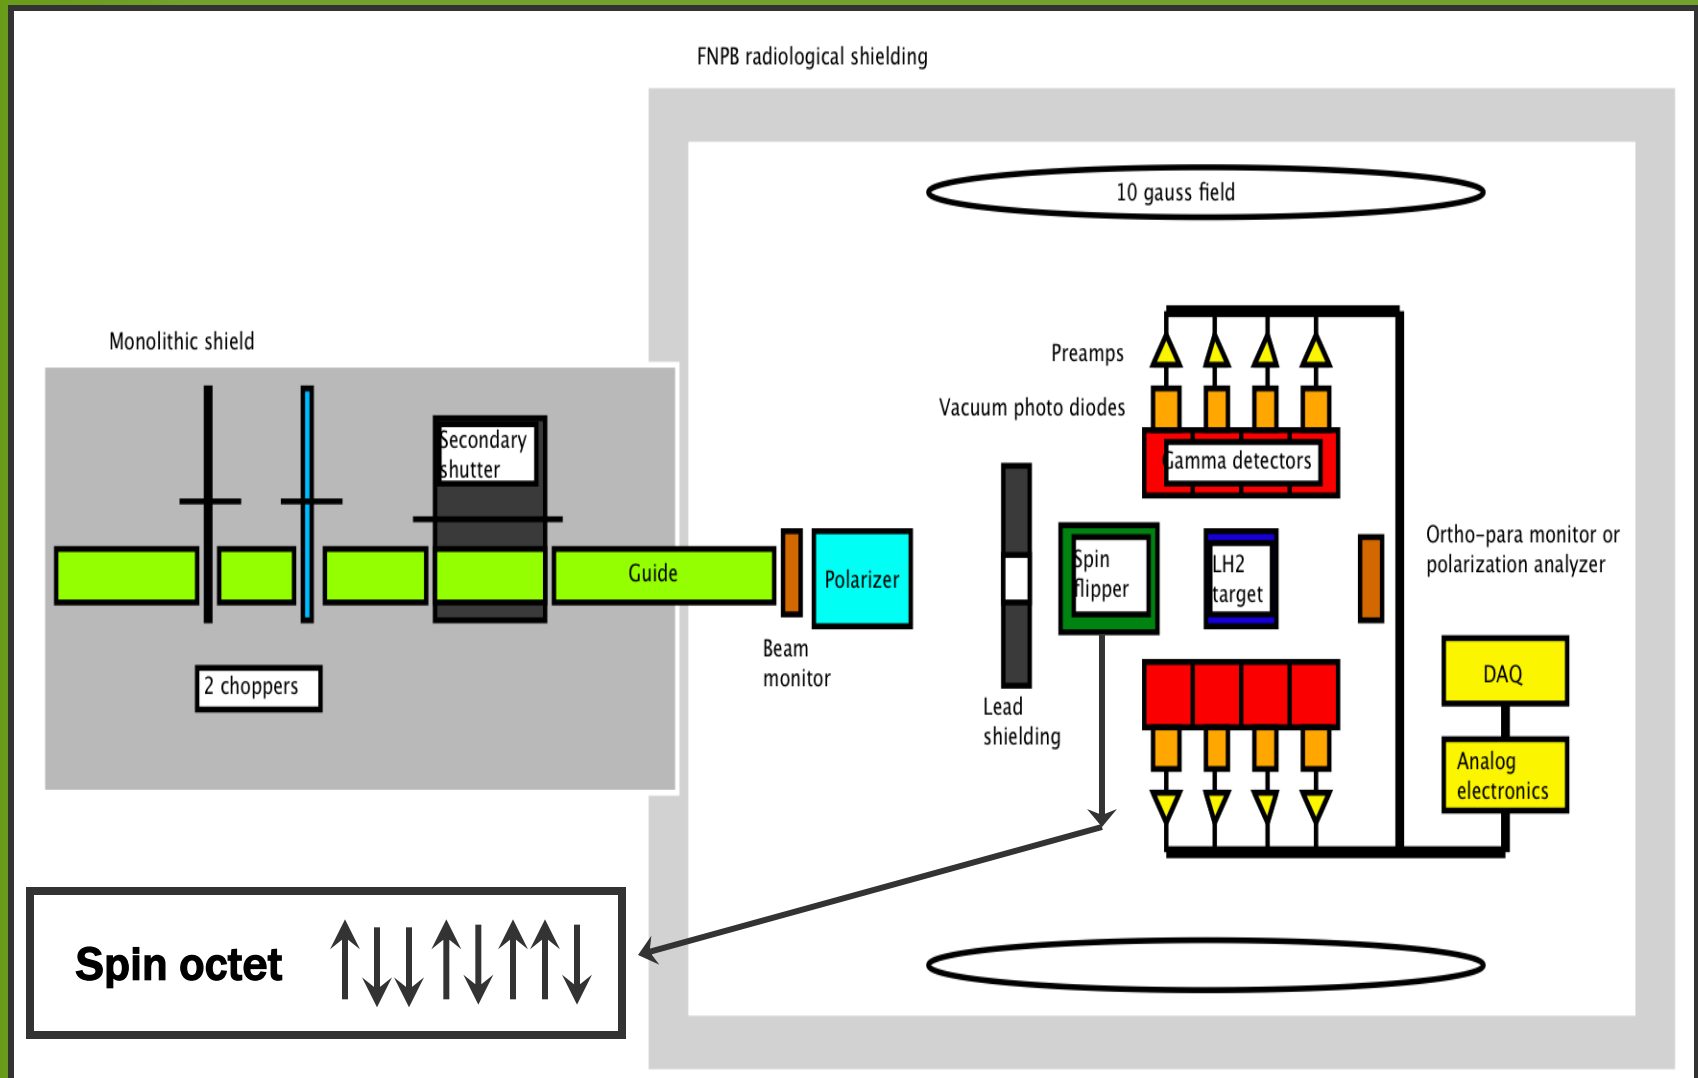 FNPB radiological shielding
10 gauss field
Monolithic shield
Preamps
Vacuum photo diodes
Secondary
shutter
Gamma detectors
Ortho-para monitor or
polarization analyzer
Guide
Polarizer
Spin
flipper
LH2
target
Beam
monitor
2 choppers
Lead
shielding
DAQ
Analog
electronics
Spin octet ↑↓↓↑↓↑↑↓